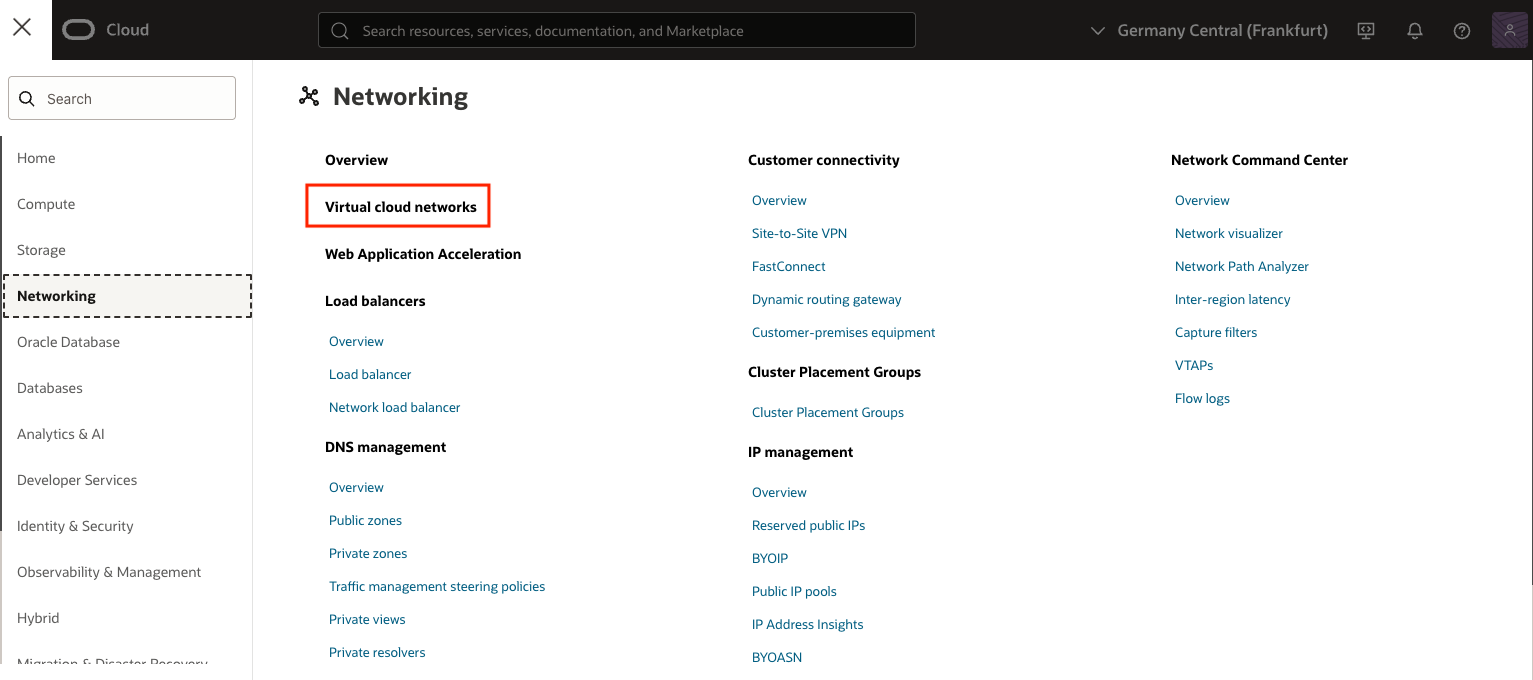 Cloud
Search resources, services, documentation, and Marketplace
Germany Central (Frankfurt)
Search
Home
Compute
Storage
Networking
Oracle Database
Databases
Analytics & AI
Developer Services
Identity & Security
Observability & Management
Hybrid
Migration & Disaster Recovery
Networking
Overview
Virtual cloud networks
Web Application Acceleration
Load balancers
Overview
Load balancer
Network load balancer
DNS management
Overview
Public zones
Private zones
Traffic management steering policies
Private views
Private resolvers
Customer connectivity
Overview
Site-to-Site VPN
FastConnect
Dynamic routing gateway
Customer-premises equipment
Cluster Placement Groups
Cluster Placement Groups
IP management
Overview
Reserved public IPs
BYOIP
Public IP pools
IP Address Insights
BYOASN
Network Command Center
Overview
Network visualizer
Network Path Analyzer
Inter-region latency
Capture filters
VTAPs
Flow logs